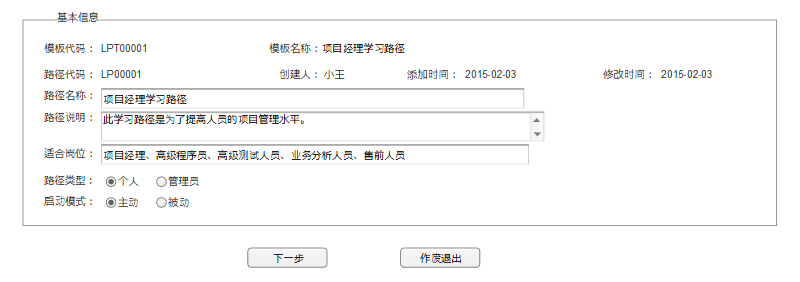 基本信息
模板代码： LPT00001 模板名称：项目经理学习路径
路径代码： LP00001 创建人：小王 添加时间： 2015-02-03 修改时间： 2015-02-03
路径名称： 项目经理学习路径
路径说明： 此学习路径是为了提高人员的项目管理水平。
适合岗位： 项目经理、高级程序员、高级测试人员、业务分析人员、售前人员
路径类型： 个人 管理员
启动模式： 主动 被动
下一步 作废退出